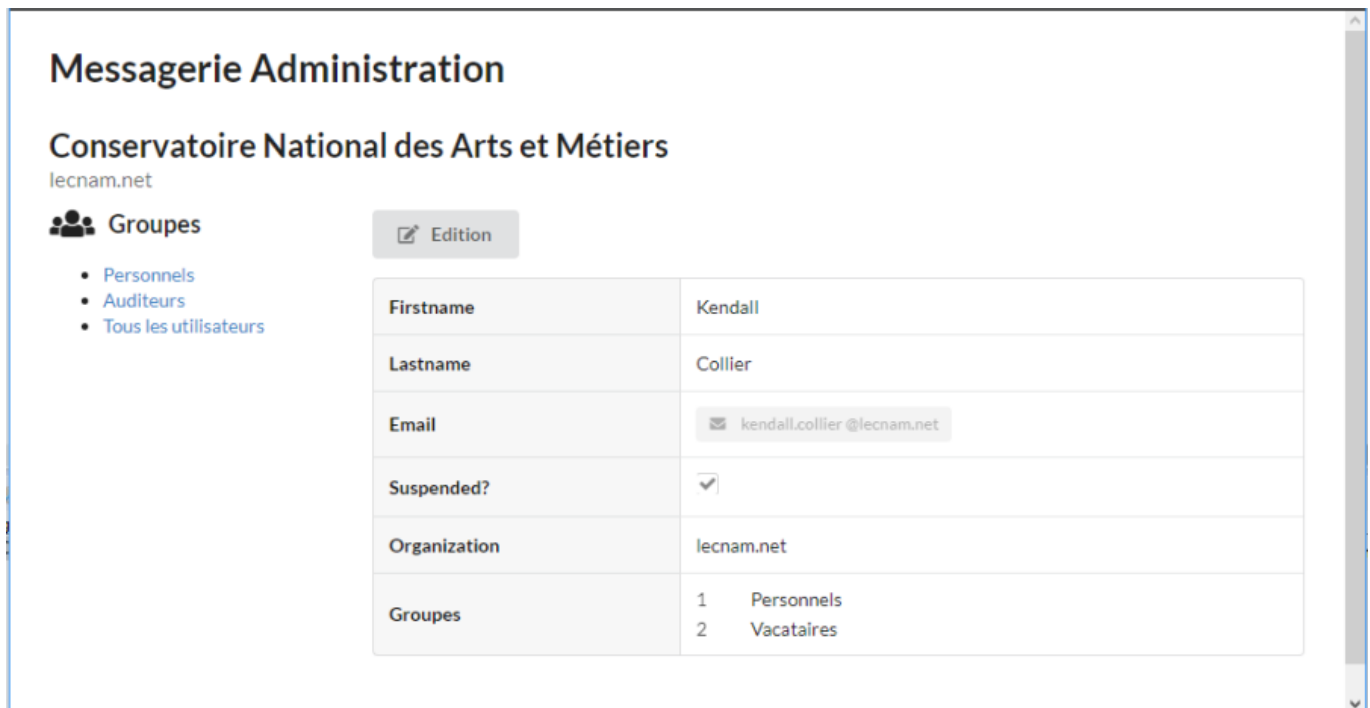 Messagerie Administration
Conservatoire National des Arts et Métiers
lecnam.net
Groupes
Personnels
Auditeurs
Tous les utilisateurs
Edition
Firstname Kendall
Lastname Collier
Email kendall.collier @lecnam.net
Suspended?
Organization lecnam.net
Groupes 1 Personnels
2 Vacataires